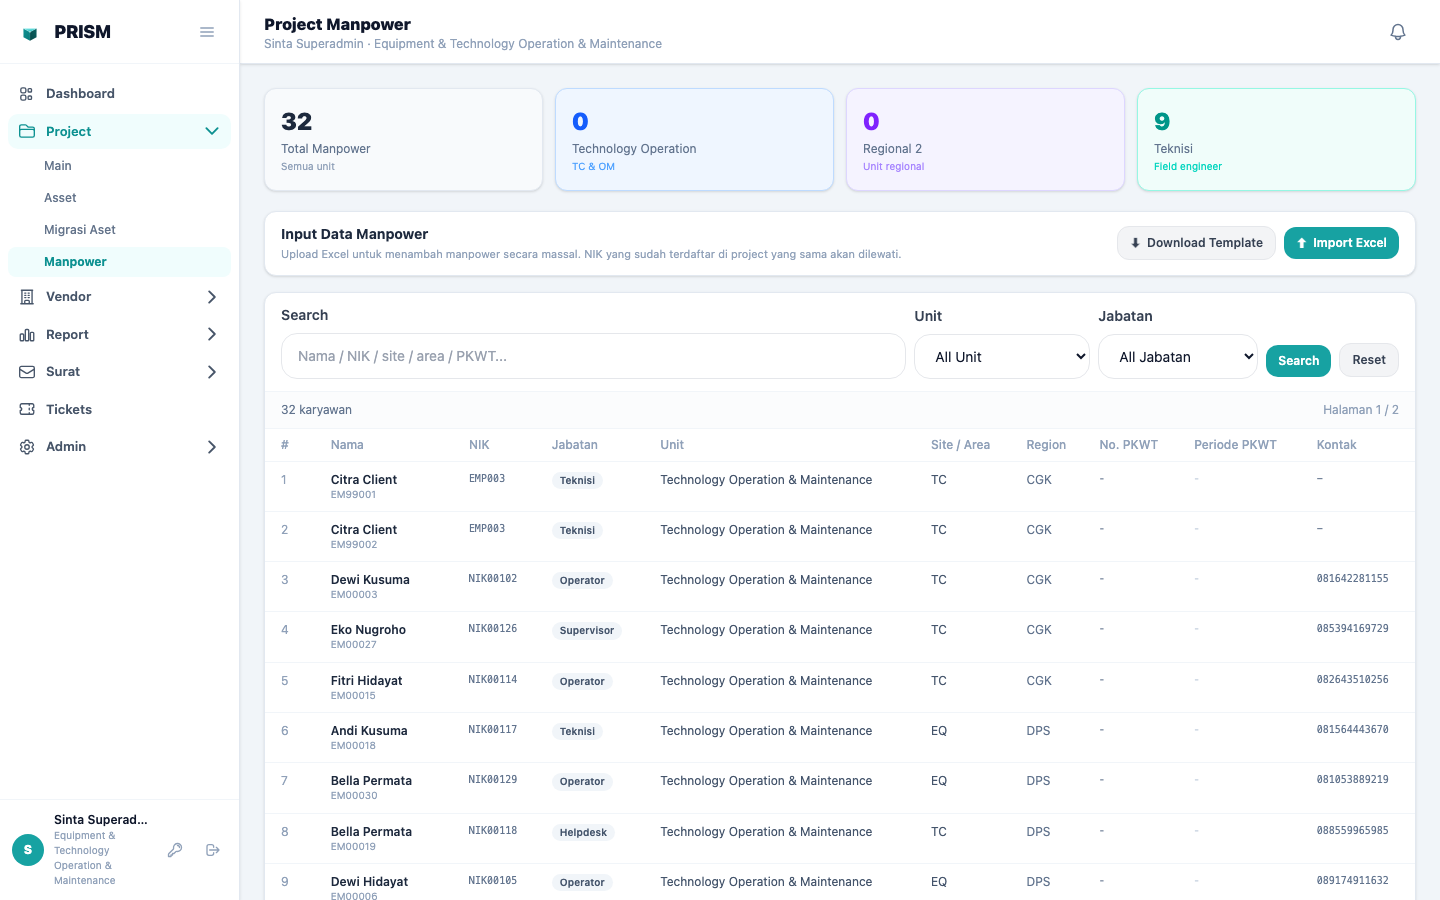 PRISM
Dashboard
Project
Main
Asset
Migrasi Aset
Manpower
Vendor
Report
Surat
Tickets
Admin
S
Sinta Superad...
Equipment &
Technology
Operation &
Maintenance
Project Manpower
Sinta Superadmin · Equipment & Technology Operation & Maintenance
32
Total Manpower
Semua unit
0
Technology Operation
TC & OM
0
Regional 2
Unit regional
9
Teknisi
Field engineer
Input Data Manpower
Upload Excel untuk menambah manpower secara massal. NIK yang sudah terdaftar di project yang sama akan dilewati.
⬇ Download Template
⬆ Import Excel
Search
Unit
Jabatan
Nama / NIK / site / area / PKWT...
All Unit
All Jabatan
Search
Reset
32 karyawan
Halaman 1 / 2
# Nama NIK Jabatan Unit Site / Area Region No. PKWT Periode PKWT Kontak
1 Citra Client EMP003 Teknisi Technology Operation & Maintenance TC CGK - - –
EM99001
2 Citra Client EMP003 Teknisi Technology Operation & Maintenance TC CGK - - –
EM99002
3 Dewi Kusuma NIK00102 Operator Technology Operation & Maintenance TC CGK - - 081642281155
EM00003
4 Eko Nugroho NIK00126 Supervisor Technology Operation & Maintenance TC CGK - - 085394169729
EM00027
5 Fitri Hidayat NIK00114 Operator Technology Operation & Maintenance TC CGK - - 082643510256
EM00015
6 Andi Kusuma NIK00117 Teknisi Technology Operation & Maintenance EQ DPS - - 081564443670
EM00018
7 Bella Permata NIK00129 Operator Technology Operation & Maintenance EQ DPS - - 081053889219
EM00030
8 Bella Permata NIK00118 Helpdesk Technology Operation & Maintenance TC DPS - - 088559965985
EM00019
9 Dewi Hidayat NIK00105 Operator Technology Operation & Maintenance EQ DPS - - 089174911632
EM00006